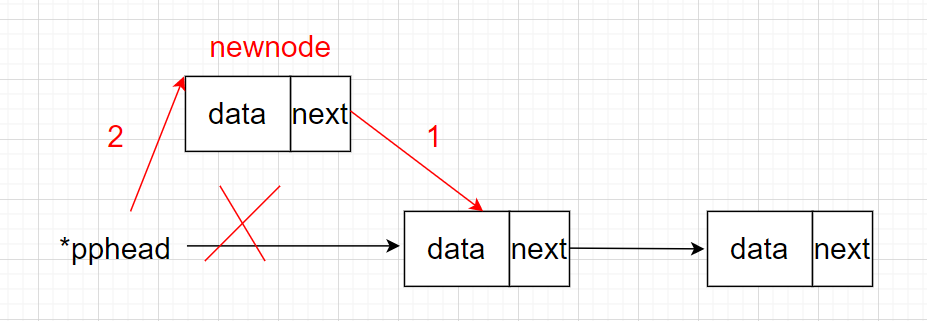 newnode
data next
2
1
*pphead
data next
data next